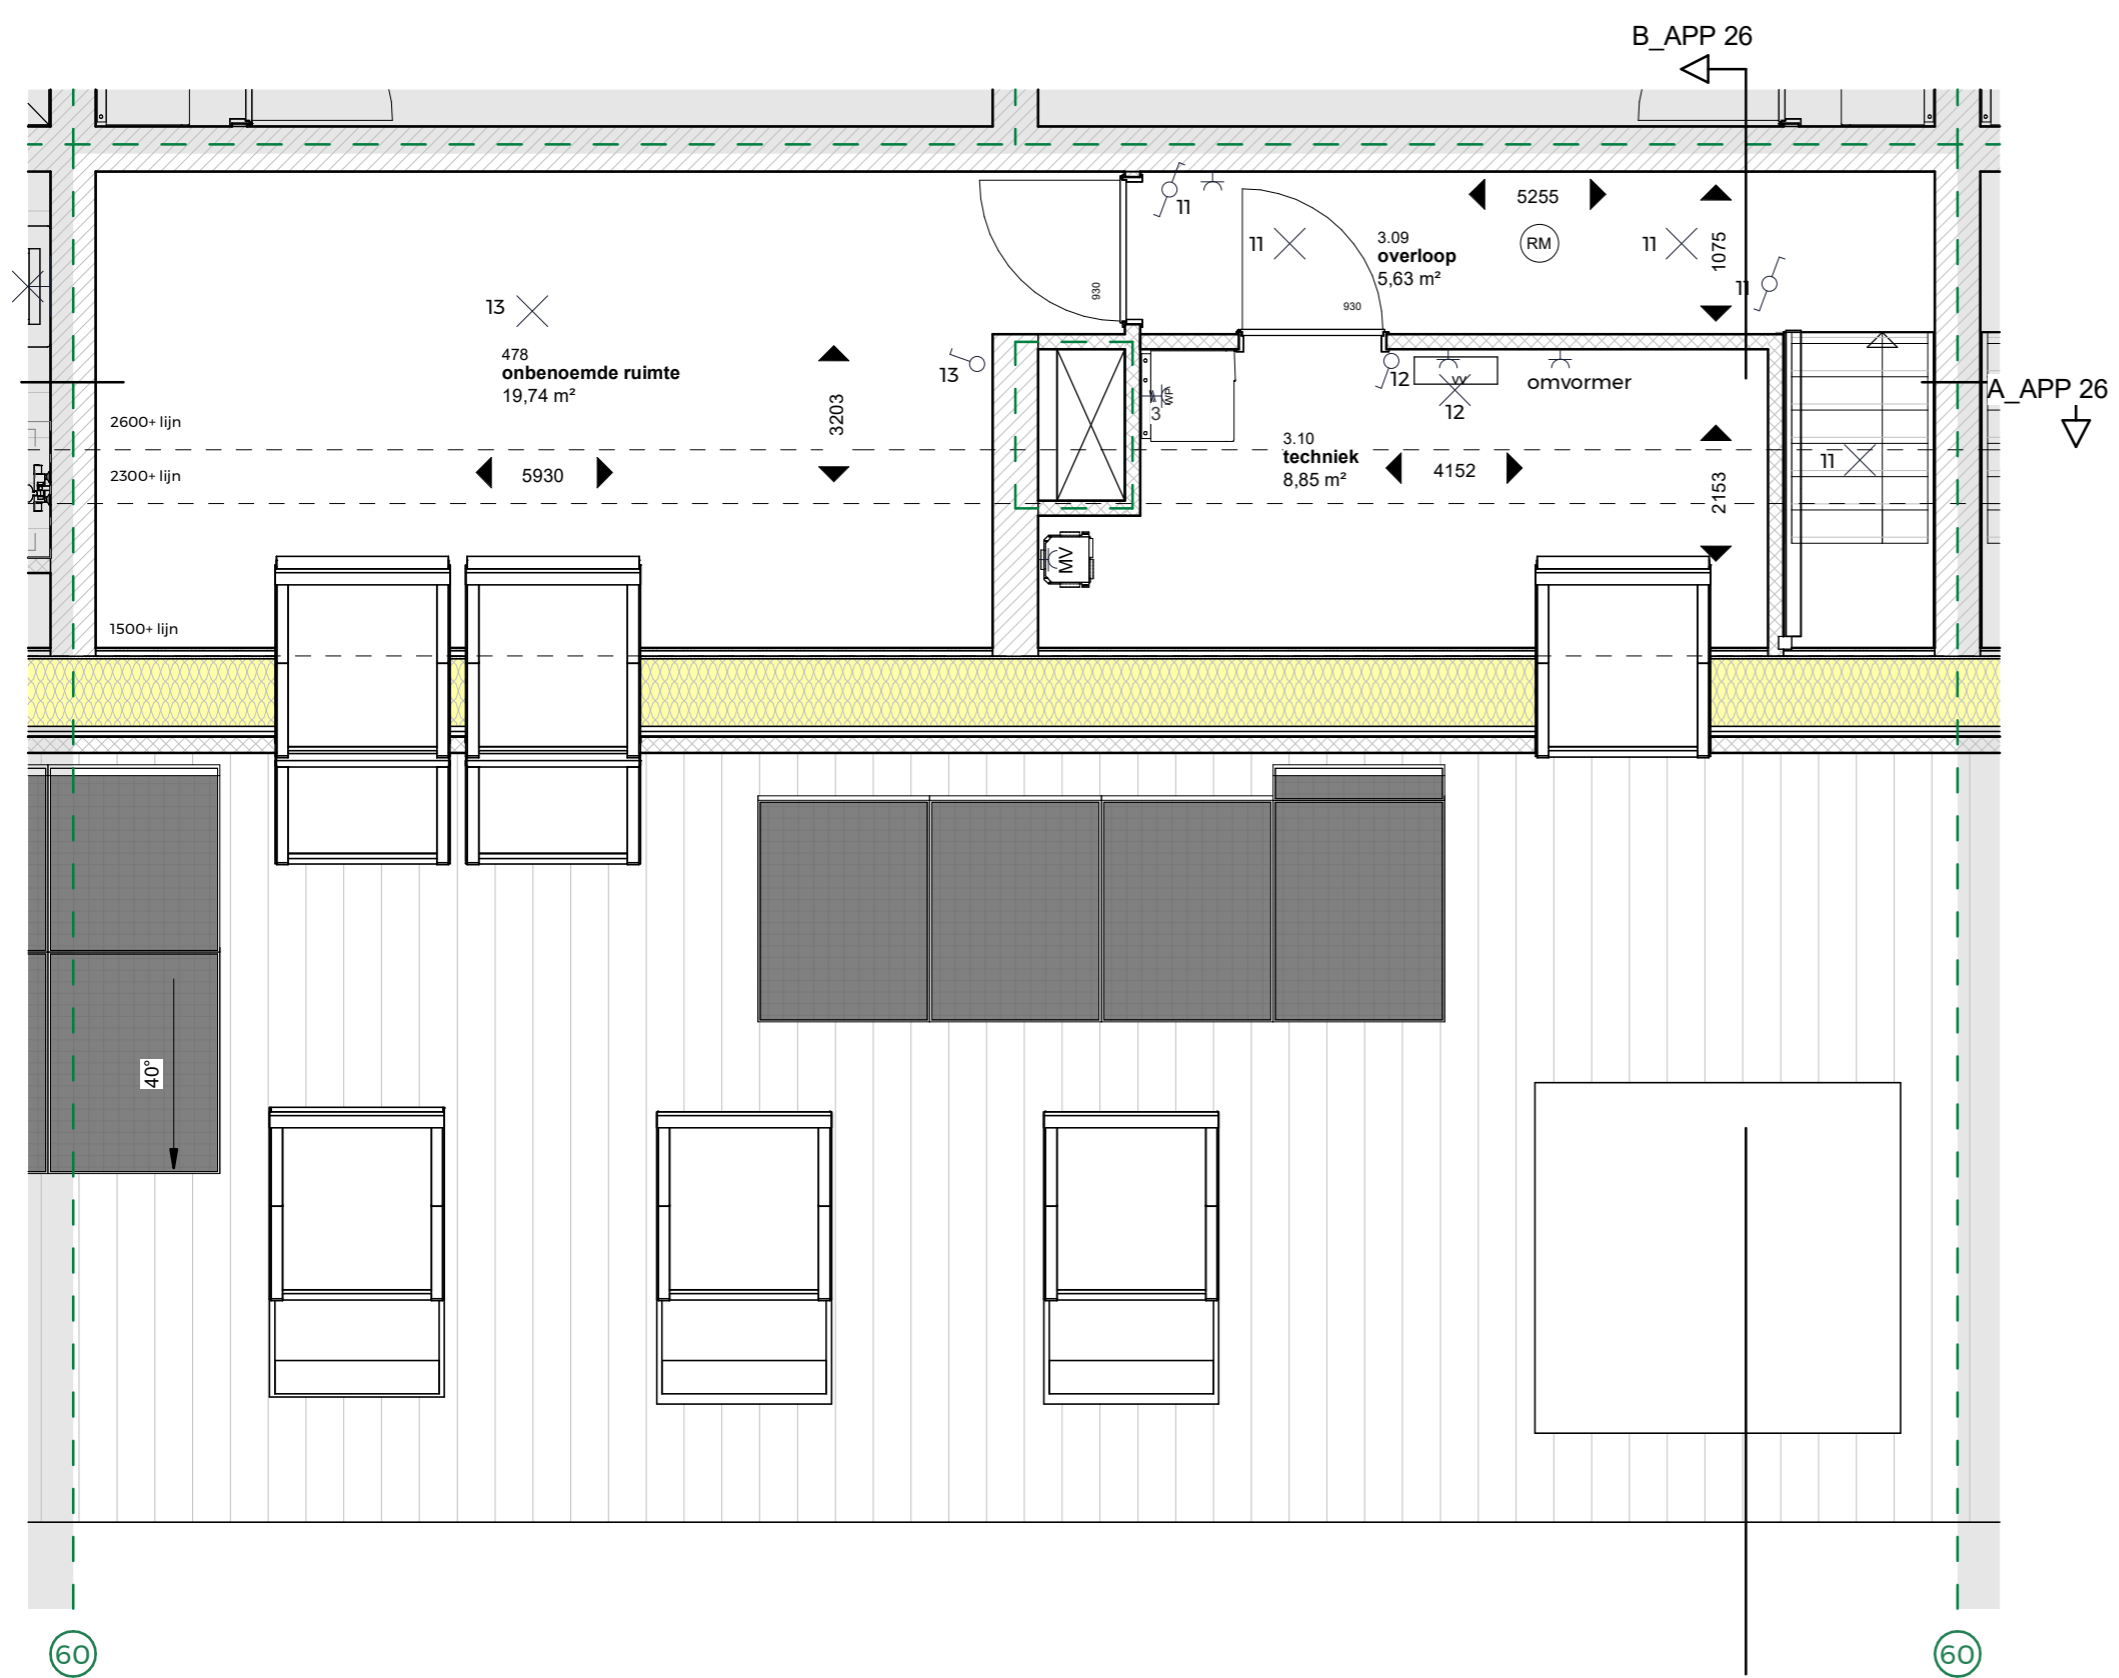 B_APP 26
11
5255
11
3.09
overloop
5,63 m²
RM
11
1075
11
930
930
13
478
onbenoemde ruimte
19,74 m²
13
3203
12
VV
omvormer
12
WPA
3
A_APP 26
2600+ lijn
3.10
techniek
8,85 m²
4152
11
2300+ lijn
5930
2153
MV
1500+ lijn
40°
60
60